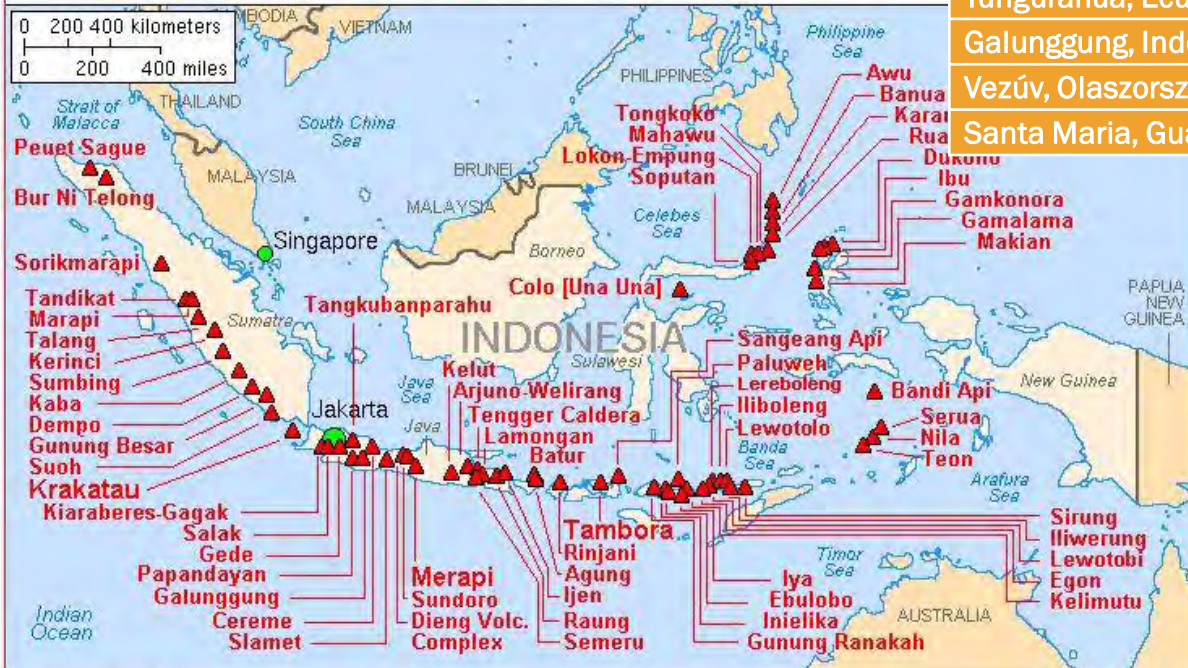 0 200 400 kilometers
0 200 400 miles
VIETNAM
Philippine
Sea
Galunggung,
Vezúv,
Santa Maria,
PHILIPPINES
Awu
Banua
Strait of
Malacca
THAILAND
South China
Sea
Tongkoko
Mahawu
Lokon-Empung
Soputan
Peuet Sague
Bur Ni Telong
MALAYSIA
BRUNEI
MALAYSIA
Celebes
Sea
Dukono
Ibu
Gamkonora
Gamalama
Makian
Singapore
Borneo
Sorikmarapi
Colo [Una Una]
PAPUA
NEW
GUINEA
Tandikat
Marapi
Talang
Kerinci
Sumbing
Kaba
Dempo
Gunung Besar
Suoh
Krakatau
Sumatra
Tangkubanparahu
INDONESIA
Sulawesi
Sangeang Api
Paluweh
Lereboleng
Iliboleng
Lewotolo
New Guinea
Java
Sea
Kelut
Arjuno-Welirang
Tengger Caldera
Lamongan
Batur
Jakarta
Java
Bandi Api
Serua
Nila
Teon
Banda
Sea
Arafura
Sea
Kiaraberes-Gagak
Salak
Gede
Papandayan
Galunggung
Cereme
Slamet
Merapi
Sundoro
Dieng Volc.
Complex
Tambora
Rinjani
Agung
Ijen
Raung
Semeru
Timor
Sea
Iya
Ebulobo
Inielika
Gunung Ranakah
Sirung
Iliwerung
Lewotobi
Egon
Kelimutu
Indian
Ocean
AUSTRALIA